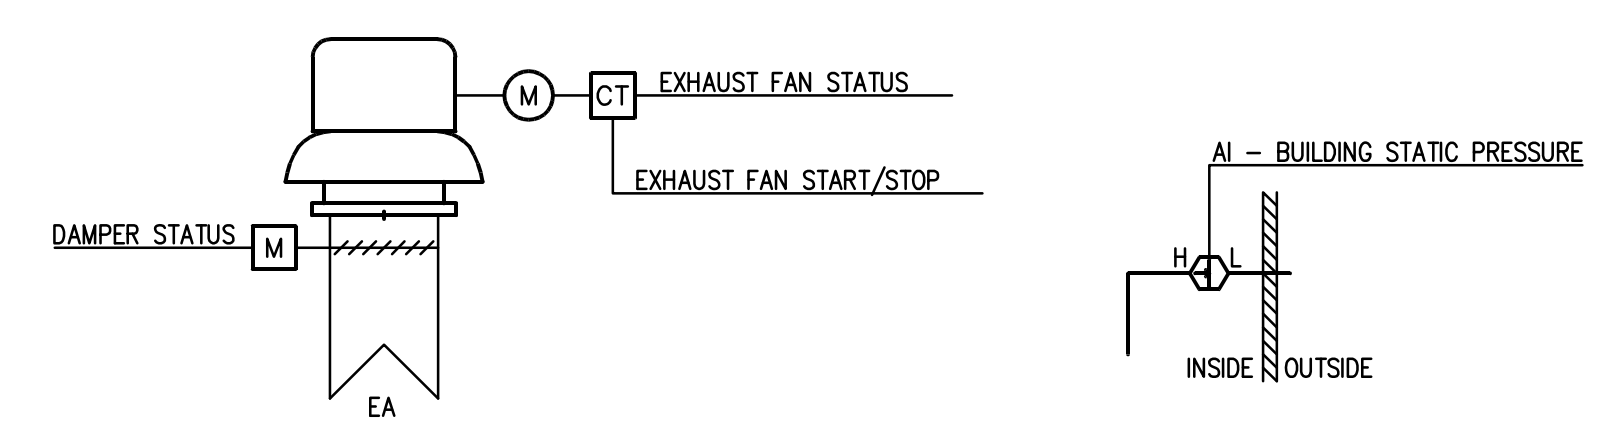 EXHAUST FAN STATUS
M
CT
AI - BUILDING STATIC PRESSURE
EXHAUST FAN START/STOP
DAMPER STATUS
M
H
L
INSIDE
OUTSIDE
EA